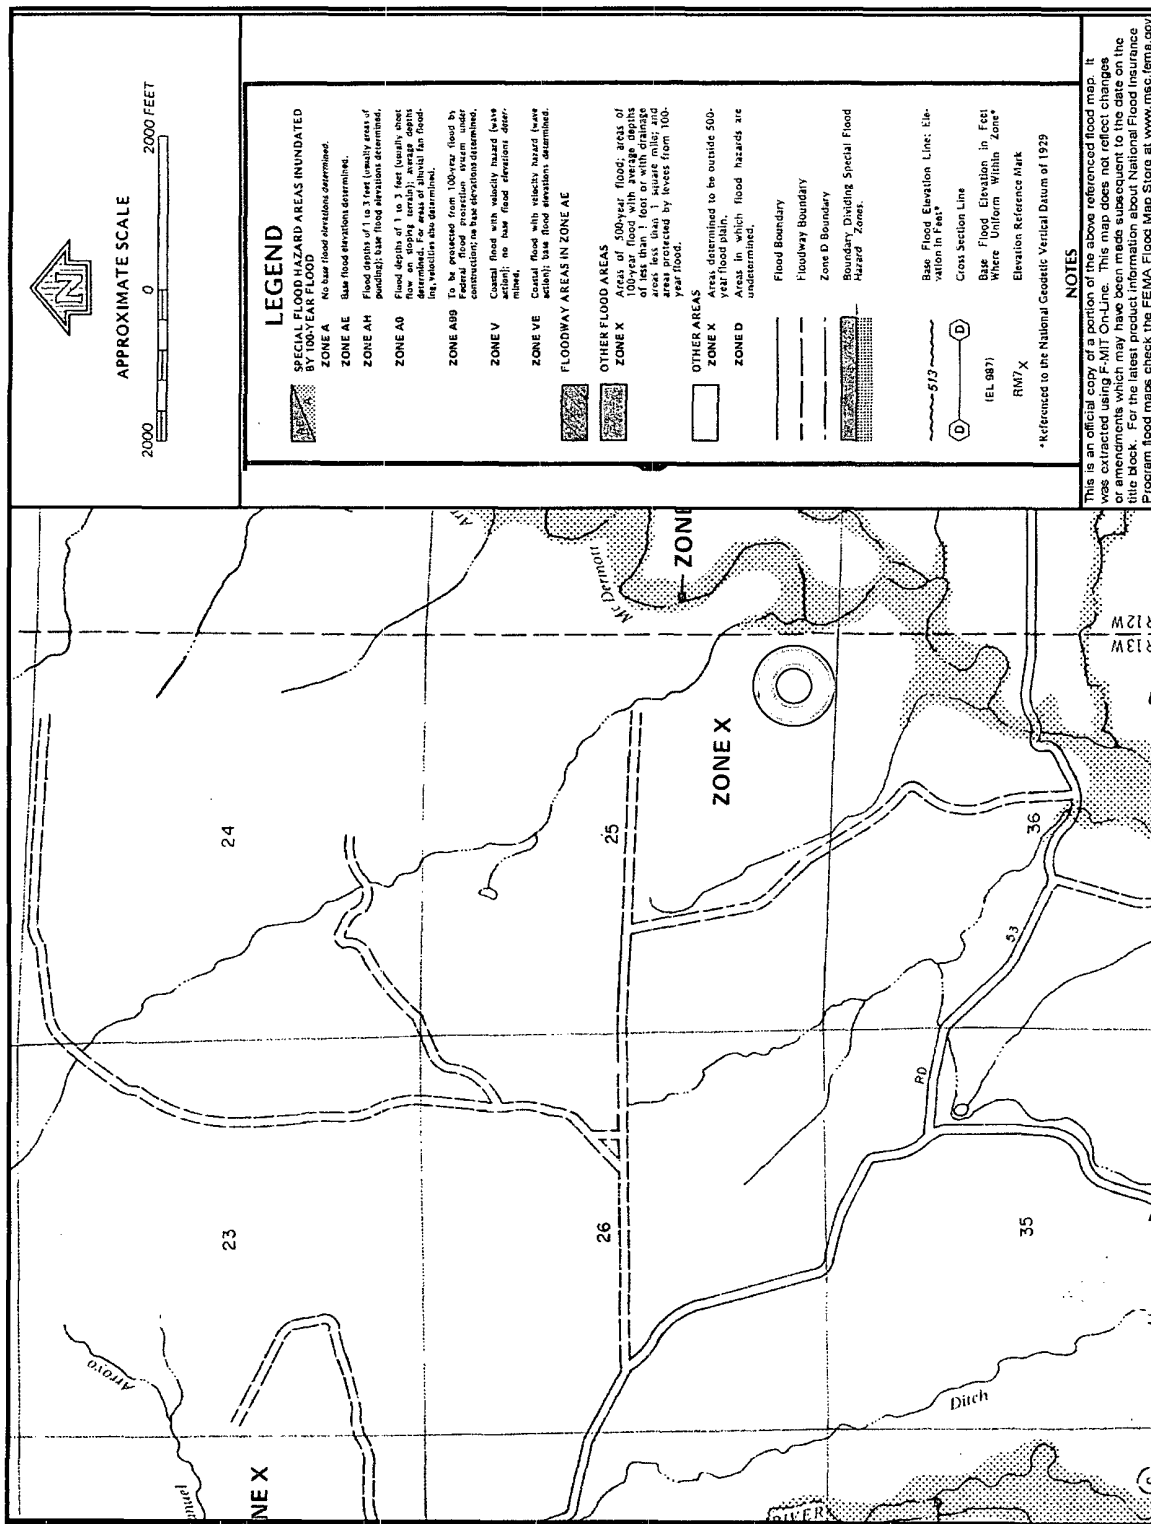 N
APPROXIMATE SCALE
2000 0 2000 FEET
LEGEND
SPECIAL FLOOD HAZARD AREAS INUNDATED
BY 100-YEAR FLOOD
ZONE A No base flood elevations determined.
ZONE AE Base flood elevations determined.
ZONE AH Flood depths of 1 to 3 feet (usually areas of
ponding); base flood elevations determined.
ZONE AO Flood depths of 1 to 3 feet (usually sheet
flow on sloping terrain); average depths
determined. For areas of alluvial fan flood-
ing, velocities also determined.
ZONE A99 To be protected from 100-year flood by
Federal flood protection system under
construction; no base elevations determined.
ZONE V Coastal flood with velocity hazard (wave
action); no base flood elevations deter-
mined.
ZONE VE Coastal flood with velocity hazard (wave
action); base flood elevations determined.
FLOODWAY AREAS IN ZONE AE
OTHER FLOOD AREAS
ZONE X Areas of 500-year flood; areas of
100-year flood with average depths
of less than 1 foot or with drainage
areas less than 1 square mile; and
areas protected by levees from 100-
year flood.
OTHER AREAS
ZONE X Areas determined to be outside 500-
year flood plain.
ZONE D Areas in which flood hazards are
undetermined.
Flood Boundary
Floodway Boundary
Zone D Boundary
Boundary Dividing Special Flood
Hazard Zones.
513 Base Flood Elevation Line; Ele-
vation in Feet*
D D Cross Section Line
(EL 987) Base Flood Elevation in Feet
Where Uniform Within Zone*
RM7 X Elevation Reference Mark
*Referenced to the National Geodetic Vertical Datum of 1929
NOTES
This is an official copy of a portion of the above referenced flood map. It
was extracted using F-MIT On-Line. This map does not reflect changes
or amendments which may have been made subsequent to the date on the
title block. For the latest product information about National Flood Insurance
Program flood maps check the FEMA Flood Map Store at www.msc.fema.gov
24
23
25
26
36
35
ZONE X
NE X
ZONE
Mc Dermott
Arr
Arroyo
nuel
RD
53
Ditch
RIVER
R12W
R13W